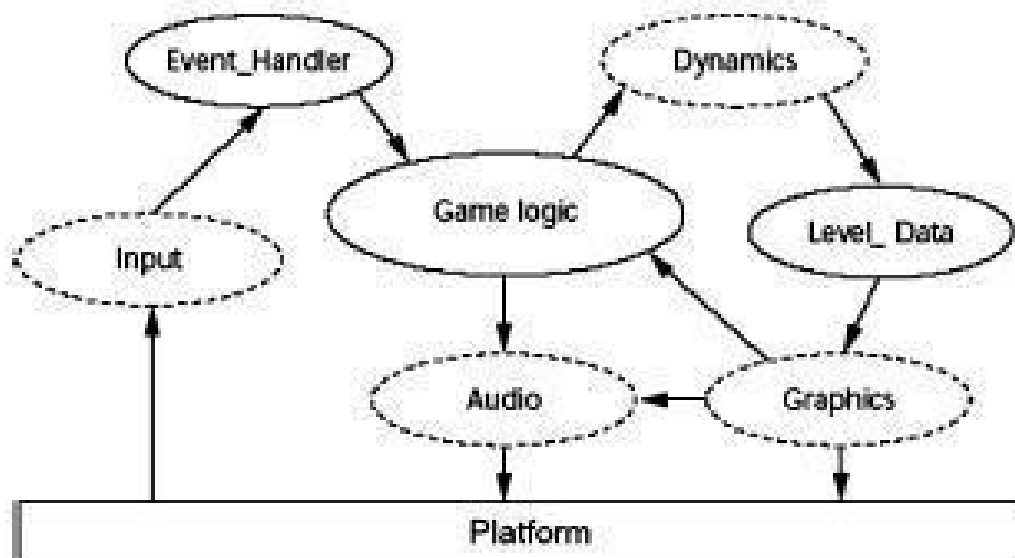 Event_Handler
Dynamics
Game logic
Level_ Data
Input
Audio
Graphics
Platform